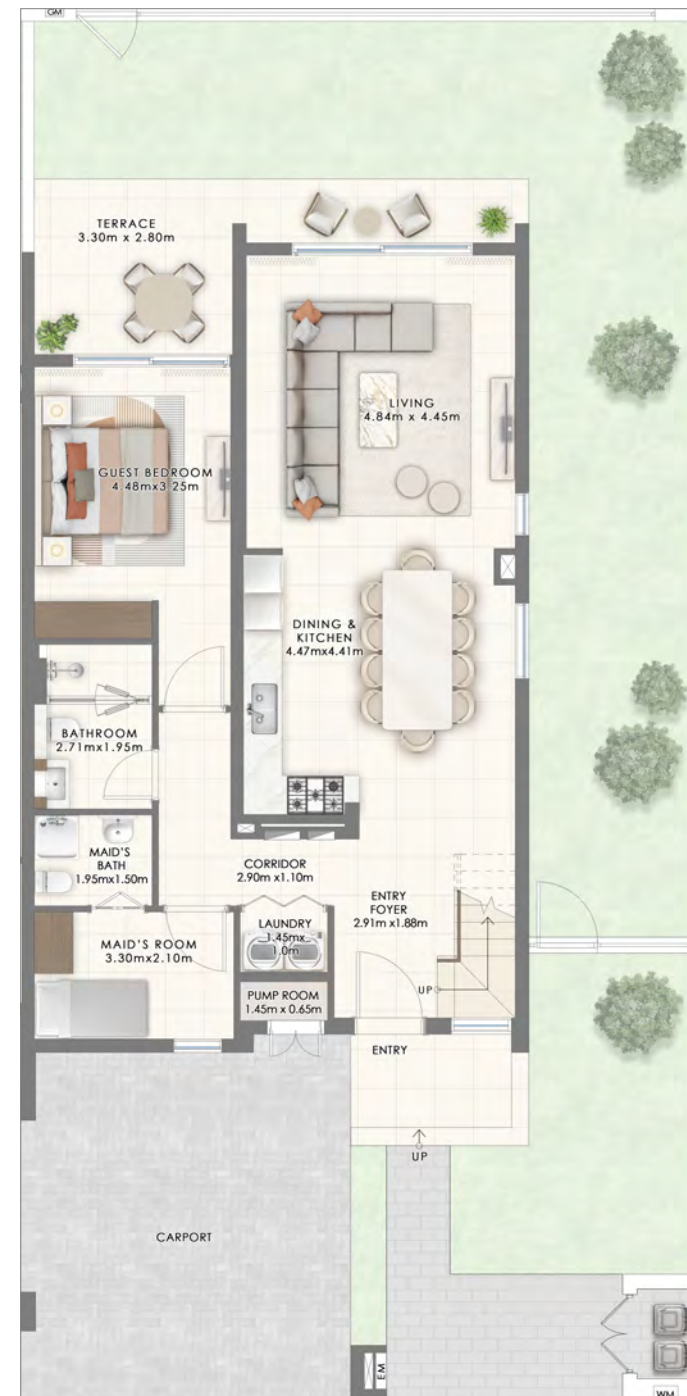 GM
TERRACE
3.30m x 2.80m
LIVING
4.84m x 4.45m
GUEST BEDROOM
4.48mx3.25m
DINING &
KITCHEN
4.47mx4.41m
BATHROOM
2.71mx1.95m
MAID'S
BATH
1.95mx1.50m
CORRIDOR
2.90m x1.10m
ENTRY
FOYER
2.91m x1.88m
LAUNDRY
1.45mx
1.0m
MAID'S ROOM
3.30mx2.10m
UP
PUMP ROOM
1.45m x 0.65m
ENTRY
UP
CARPORT
EM
WM